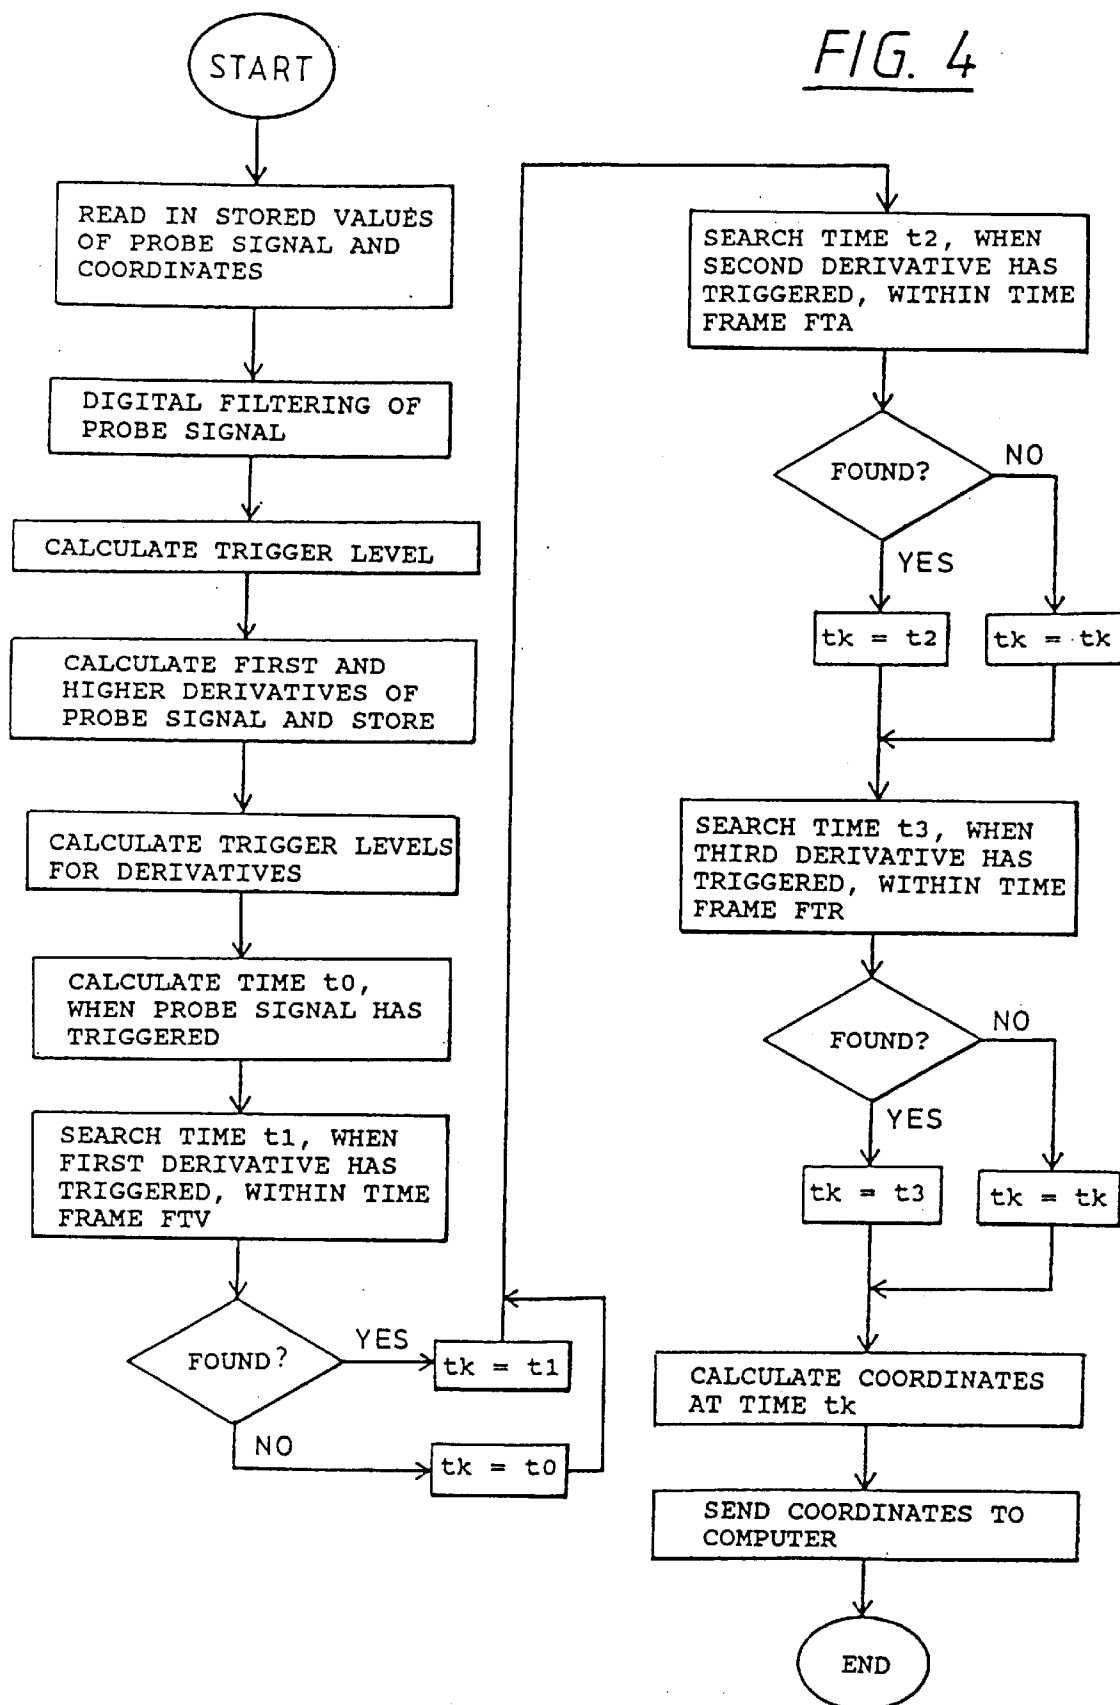 FIG. 4
START
READ IN STORED VALUES
OF PROBE SIGNAL AND
COORDINATES
DIGITAL FILTERING OF
PROBE SIGNAL
CALCULATE TRIGGER LEVEL
CALCULATE FIRST AND
HIGHER DERIVATIVES OF
PROBE SIGNAL AND STORE
CALCULATE TRIGGER LEVELS
FOR DERIVATIVES
CALCULATE TIME t0,
WHEN PROBE SIGNAL HAS
TRIGGERED
SEARCH TIME t1, WHEN
FIRST DERIVATIVE HAS
TRIGGERED, WITHIN TIME
FRAME FTV
FOUND?
YES
tk = t1
NO
tk = t0
SEARCH TIME t2, WHEN
SECOND DERIVATIVE HAS
TRIGGERED, WITHIN TIME
FRAME FTA
FOUND?
NO
YES
tk = t2
tk = tk
SEARCH TIME t3, WHEN
THIRD DERIVATIVE HAS
TRIGGERED, WITHIN TIME
FRAME FTR
FOUND?
NO
YES
tk = t3
tk = tk
CALCULATE COORDINATES
AT TIME tk
SEND COORDINATES TO
COMPUTER
END